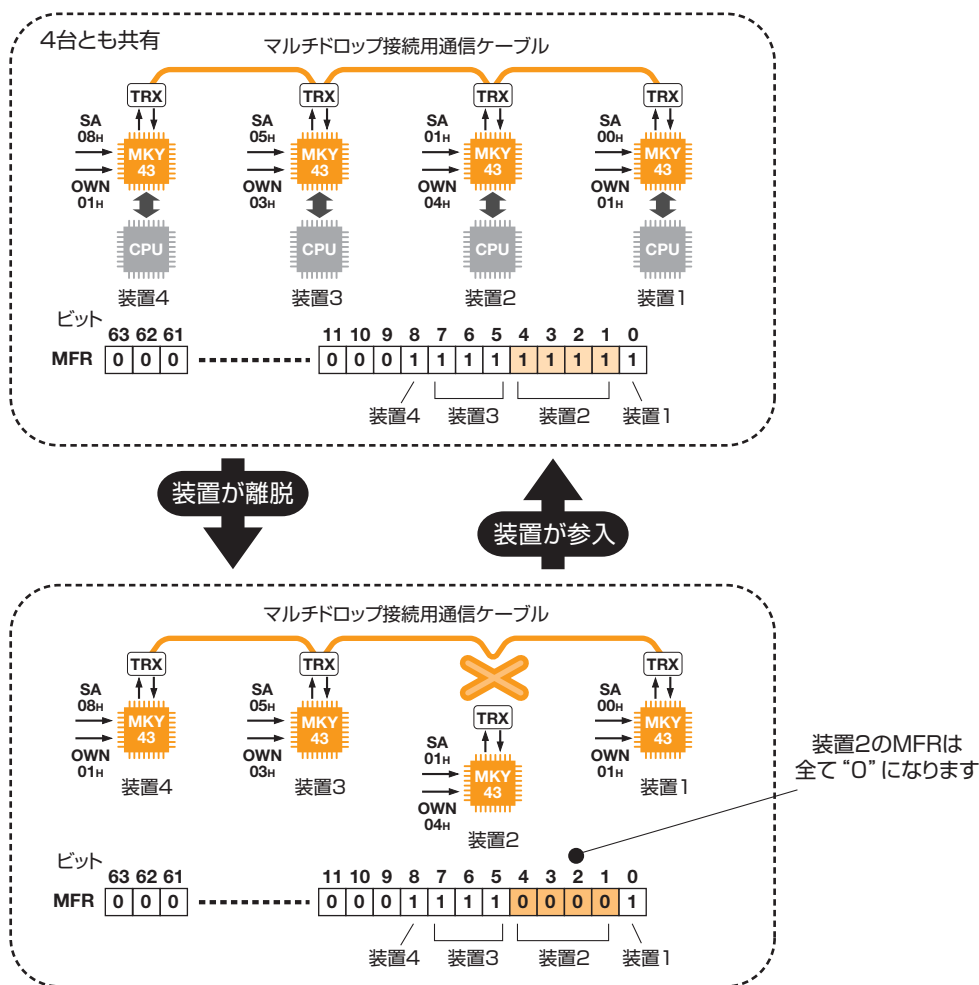 4台とも共有
マルチドロップ接続用通信ケーブル
TRX TRX TRX TRX
SA 08H SA 05H SA 01H SA 00H
MKY 43 MKY 43 MKY 43 MKY 43
OWN 01H OWN 03H OWN 04H OWN 01H
CPU CPU CPU CPU
装置4 装置3 装置2 装置1
ビット
63 62 61 11 10 9 8 7 6 5 4 3 2 1 0
MFR 0 0 0 0 0 0 1 1 1 1 1 1 1 1 1
装置4 装置3 装置2 装置1
装置が離脱
装置が参入
マルチドロップ接続用通信ケーブル
TRX TRX TRX
SA 08H SA 05H SA 00H
MKY 43 MKY 43 MKY 43
OWN 01H OWN 03H OWN 01H
装置4 装置3 装置1
TRX
SA 01H
MKY 43
OWN 04H
装置2
装置2のMFRは
全て“0”になります
ビット
63 62 61 11 10 9 8 7 6 5 4 3 2 1 0
MFR 0 0 0 0 0 0 1 1 1 1 0 0 0 0 1
装置4 装置3 装置2 装置1